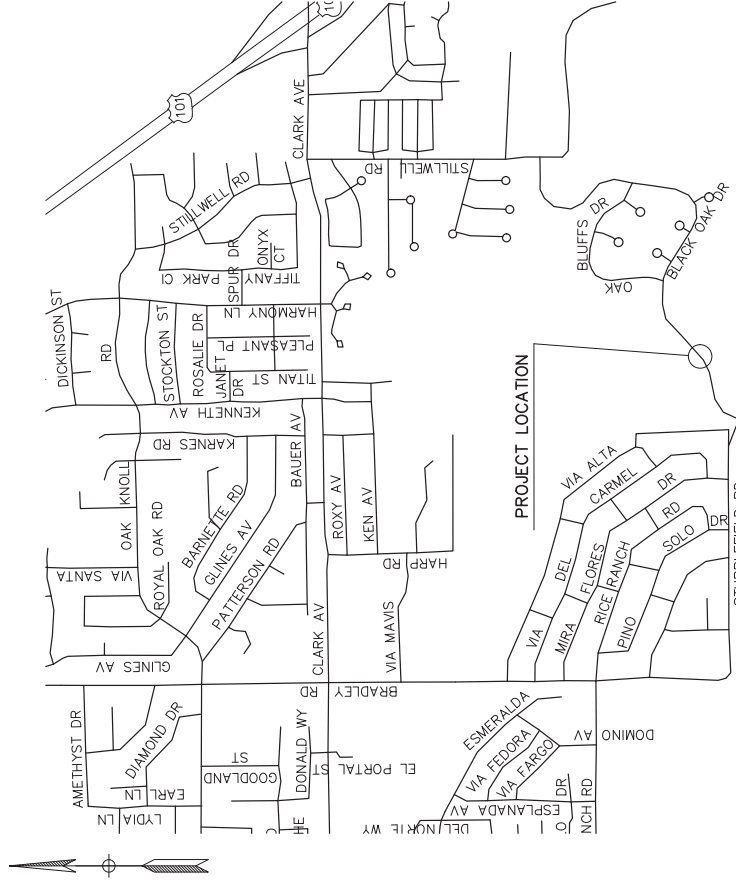 101
CLARK AVE
STILLWELL RD
STILLWELL RD
ONYX CT
SPUR DR
TIFFANY PARK CI
BLUFFS DR
BLACK OAK DR
OAK
DICKINSON ST
RD
STOCKTON ST
ROSALIE DR
HARMONY LN
PLEASANT PL
JANET DR
TITAN ST
KENNETH AV
PROJECT LOCATION
KARNES RD
BAUER AV
OAK KNOLL
BARNETTE RD
GLINES AV
ROXY AV
KEN AV
VIA ALTA
CARMEL DR
RD
SOLO DR
PATTERSON RD
ROYAL OAK RD
VIA SANTA
HARP RD
DEL
FLORES
RICE RANCH
PINO
VIA
MIRA
CLARK AV
VIA MAVIS
GLINES AV
BRADLEY RD
AMETHYST DR
DIAMOND DR
GOODLAND ST
DONALD WY
EL PORTAL ST
ESMERALDA
VIA FEDORA
VIA FARGO
DOMINO AV
EARL LN
LYDIA LN
ESPLANADA AV
DEL NORTE WY